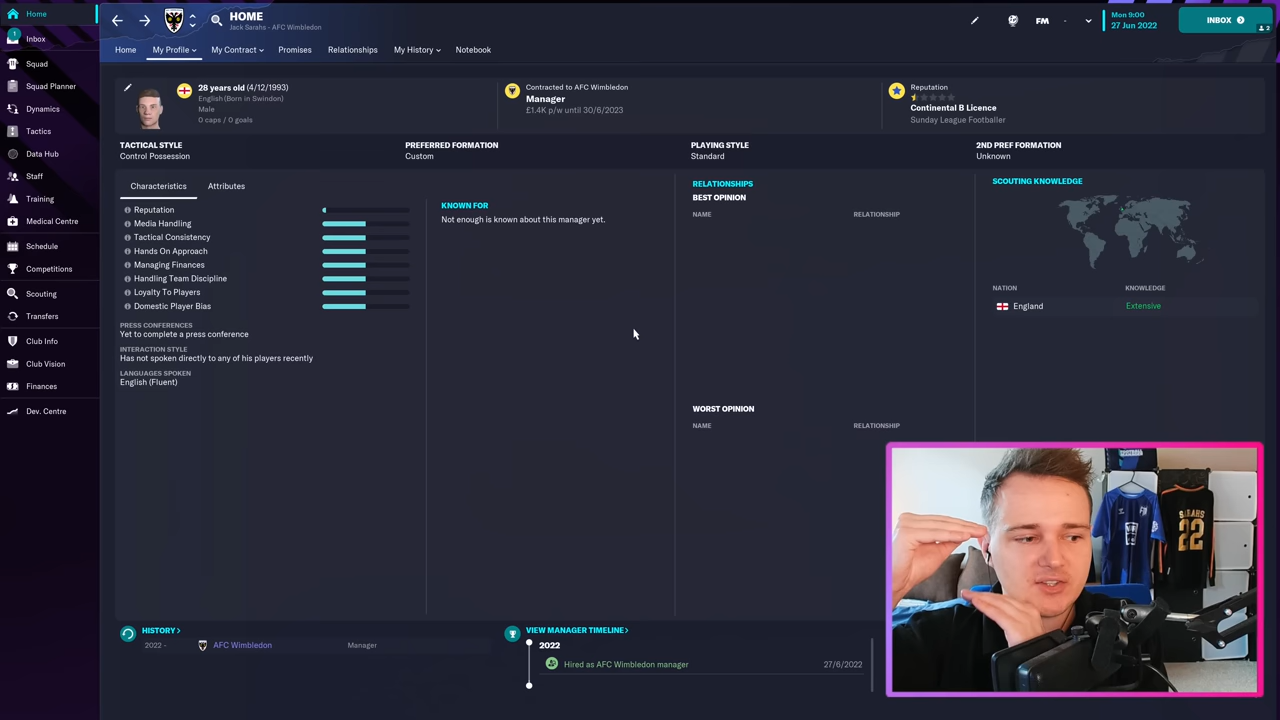 Home
1
Inbox
Squad
Squad Planner
Dynamics
Tactics
Data Hub
Staff
Training
Medical Centre
Schedule
Competitions
Scouting
Transfers
Club Info
Club Vision
Finances
Dev. Centre
HOME
Jack Sarahs - AFC Wimbledon
FM -
Mon 9:00
27 Jun 2022
INBOX
2
Home My Profile My Contract Promises Relationships My History Notebook
28 years old (4/12/1993)
English (Born in Swindon)
Male
0 caps / 0 goals
Contracted to AFC Wimbledon
Manager
£1.4K p/w until 30/6/2023
Reputation
Continental B Licence
Sunday League Footballer
TACTICAL STYLE
Control Possession
PREFERRED FORMATION
Custom
PLAYING STYLE
Standard
2ND PREF FORMATION
Unknown
Characteristics Attributes
Reputation
Media Handling
Tactical Consistency
Hands On Approach
Managing Finances
Handling Team Discipline
Loyalty To Players
Domestic Player Bias
PRESS CONFERENCES
Yet to complete a press conference
INTERACTION STYLE
Has not spoken directly to any of his players recently
LANGUAGES SPOKEN
English (Fluent)
KNOWN FOR
Not enough is known about this manager yet.
RELATIONSHIPS
BEST OPINION
NAME RELATIONSHIP
WORST OPINION
NAME RELATIONSHIP
SCOUTING KNOWLEDGE
NATION KNOWLEDGE
England Extensive
HISTORY >
2022 - AFC Wimbledon Manager
VIEW MANAGER TIMELINE >
2022
Hired as AFC Wimbledon manager 27/6/2022
SARAHS
22